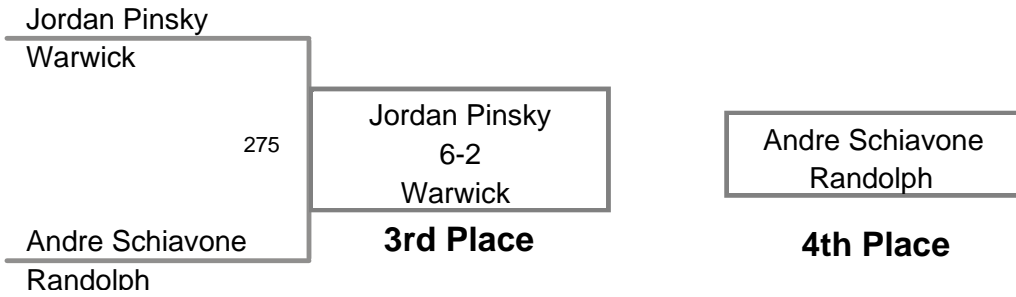 Jordan Pinsky
Warwick
275
Jordan Pinsky
6-2
Warwick
3rd Place
Andre Schiavone
Randolph
Andre Schiavone
Randolph
4th Place